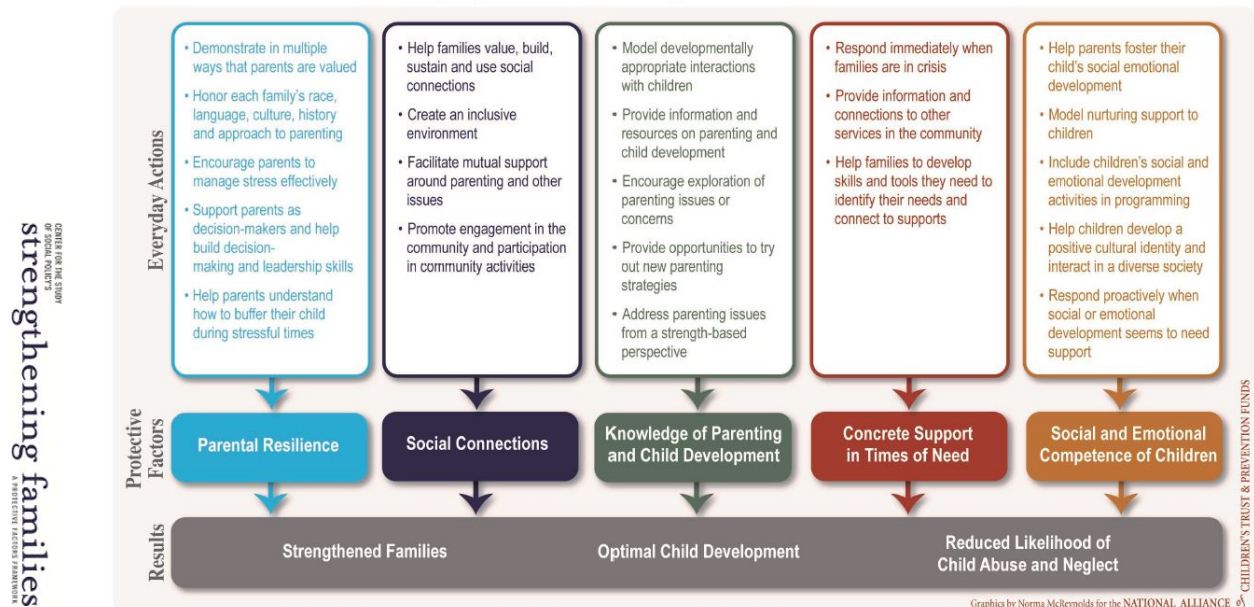 CENTER FOR THE STUDY
OF SOCIAL POLICY'S
strengthening families
A PROTECTIVE FACTORS FRAMEWORK
Everyday Actions
• Demonstrate in multiple
ways that parents are valued
• Honor each family's race,
language, culture, history
and approach to parenting
• Encourage parents to
manage stress effectively
• Support parents as
decision-makers and help
build decision-
making and leadership skills
• Help parents understand
how to buffer their child
during stressful times
• Help families value, build,
sustain and use social
connections
• Create an inclusive
environment
• Facilitate mutual support
around parenting and other
issues
• Promote engagement in the
community and participation
in community activities
• Model developmentally
appropriate interactions
with children
• Provide information and
resources on parenting and
child development
• Encourage exploration of
parenting issues or
concerns
• Provide opportunities to try
out new parenting
strategies
• Address parenting issues
from a strength-based
perspective
• Respond immediately when
families are in crisis
• Provide information and
connections to other
services in the community
• Help families to develop
skills and tools they need to
identify their needs and
connect to supports
• Help parents foster their
child's social emotional
development
• Model nurturing support to
children
• Include children's social and
emotional development
activities in programming
• Help children develop a
positive cultural identity and
interact in a diverse society
• Respond proactively when
social or emotional
development seems to need
support
Protective
Factors
Parental Resilience
Social Connections
Knowledge of Parenting
and Child Development
Concrete Support
in Times of Need
Social and Emotional
Competence of Children
Results
Strengthened Families
Optimal Child Development
Reduced Likelihood of
Child Abuse and Neglect
Graphics by Norma McReynolds for the NATIONAL ALLIANCE of
CHILDREN'S TRUST & PREVENTION FUNDS